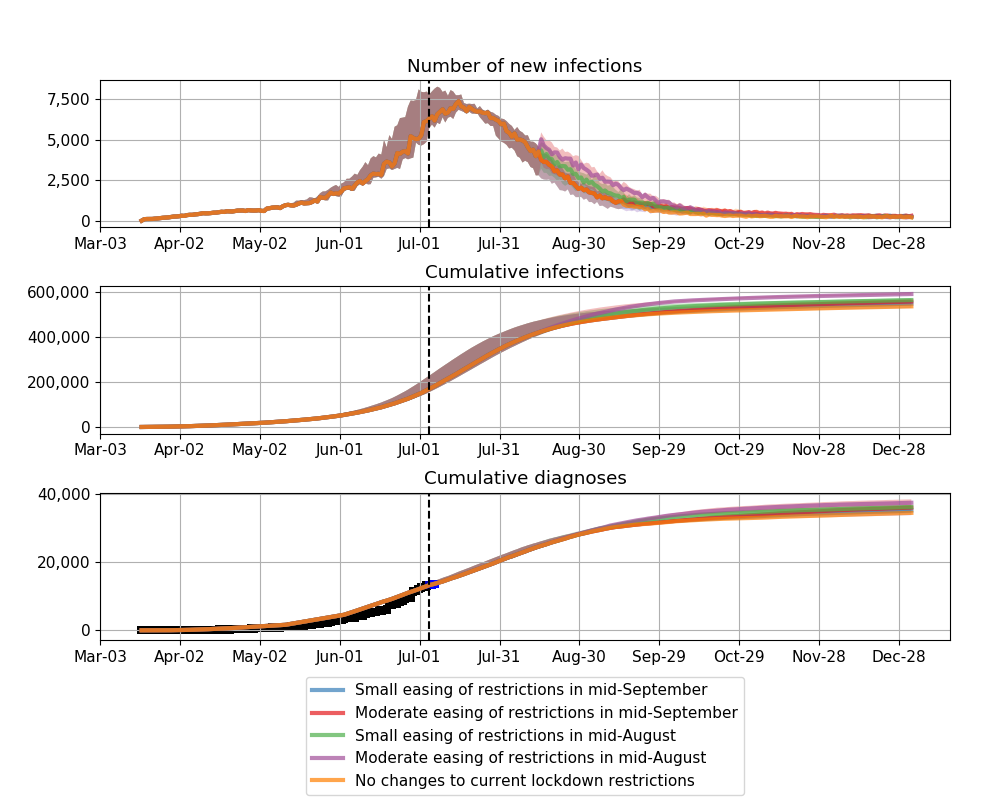 Number of new infections
7,500
5,000
2,500
0
Mar-03 Apr-02 May-02 Jun-01 Jul-01 Jul-31 Aug-30 Sep-29 Oct-29 Nov-28 Dec-28
Cumulative infections
600,000
400,000
200,000
0
Mar-03 Apr-02 May-02 Jun-01 Jul-01 Jul-31 Aug-30 Sep-29 Oct-29 Nov-28 Dec-28
Cumulative diagnoses
40,000
20,000
0
Mar-03 Apr-02 May-02 Jun-01 Jul-01 Jul-31 Aug-30 Sep-29 Oct-29 Nov-28 Dec-28
Small easing of restrictions in mid-September
Moderate easing of restrictions in mid-September
Small easing of restrictions in mid-August
Moderate easing of restrictions in mid-August
No changes to current lockdown restrictions